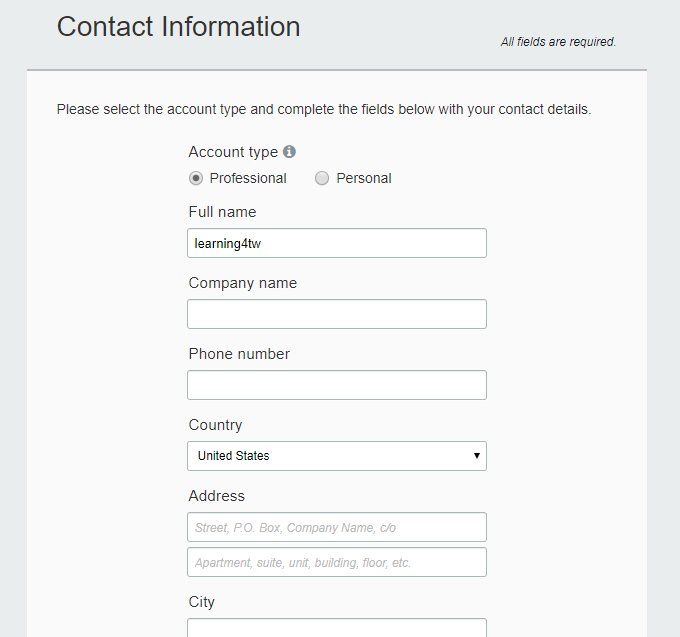 Contact Information
All fields are required.
Please select the account type and complete the fields below with your contact details.
Account type
Professional Personal
Full name
learning4tw
Company name
Phone number
Country
United States
Address
Street, P.O. Box, Company Name, c/o
Apartment, suite, unit, building, floor, etc.
City